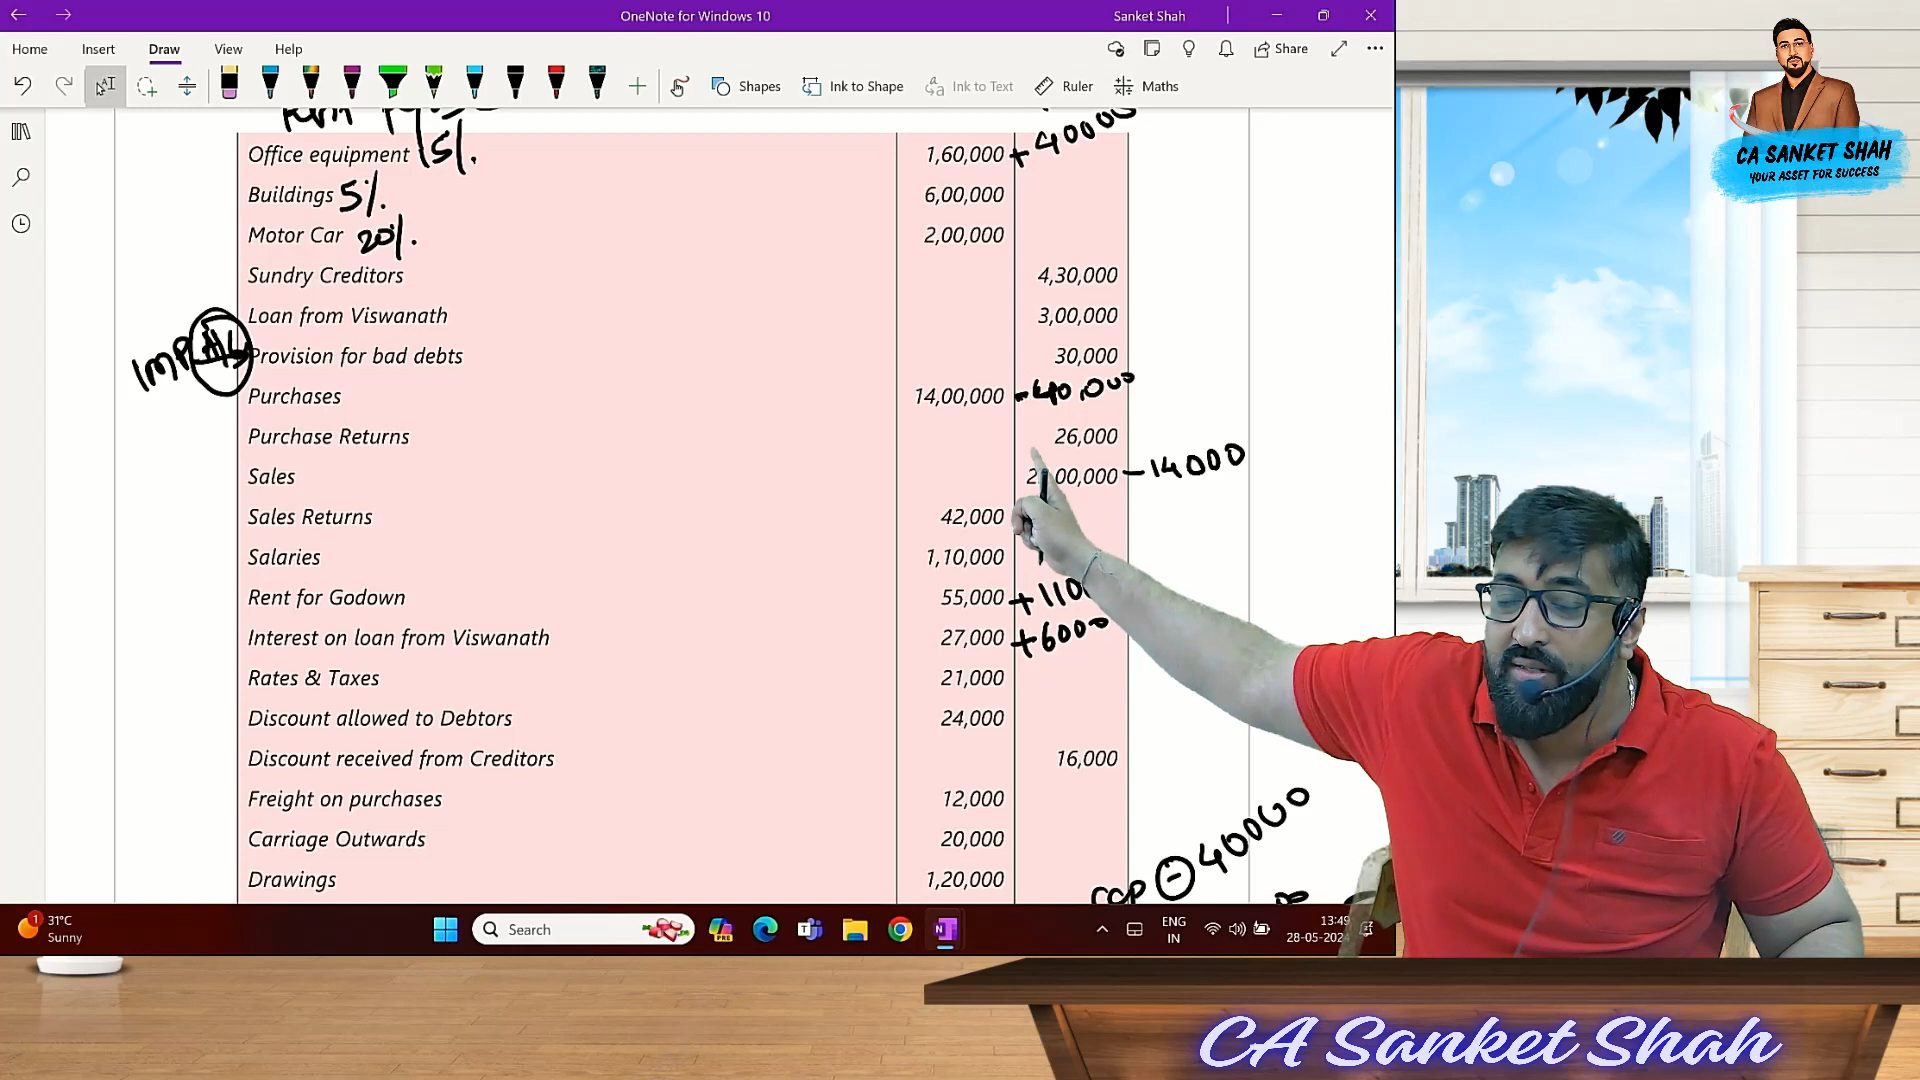 OneNote for Windows 10
Sanket Shah
Home Insert Draw View Help
Share
Shapes Ink to Shape Ink to Text Ruler Maths
+ 40000
Office equipment 15%. 1,60,000
Buildings 5%. 6,00,000
Motor Car 20%. 2,00,000
Sundry Creditors 4,30,000
Loan from Viswanath 3,00,000
IMP Provision for bad debts 30,000
Purchases 14,00,000 - 40,000
Purchase Returns 26,000
Sales - 14000
Sales Returns 42,000
Salaries 1,10,000
Rent for Godown 55,000
Interest on loan from Viswanath 27,000 + 6000
Rates & Taxes 21,000
Discount allowed to Debtors 24,000
Discount received from Creditors 16,000
Freight on purchases 12,000
Carriage Outwards 20,000
Drawings 1,20,000
- 40000
1
31°C
Sunny
Search
PRE
ENG
IN
13:49
28-05-2024
CA SANKET SHAH
YOUR ASSET FOR SUCCESS
CA Sanket Shah